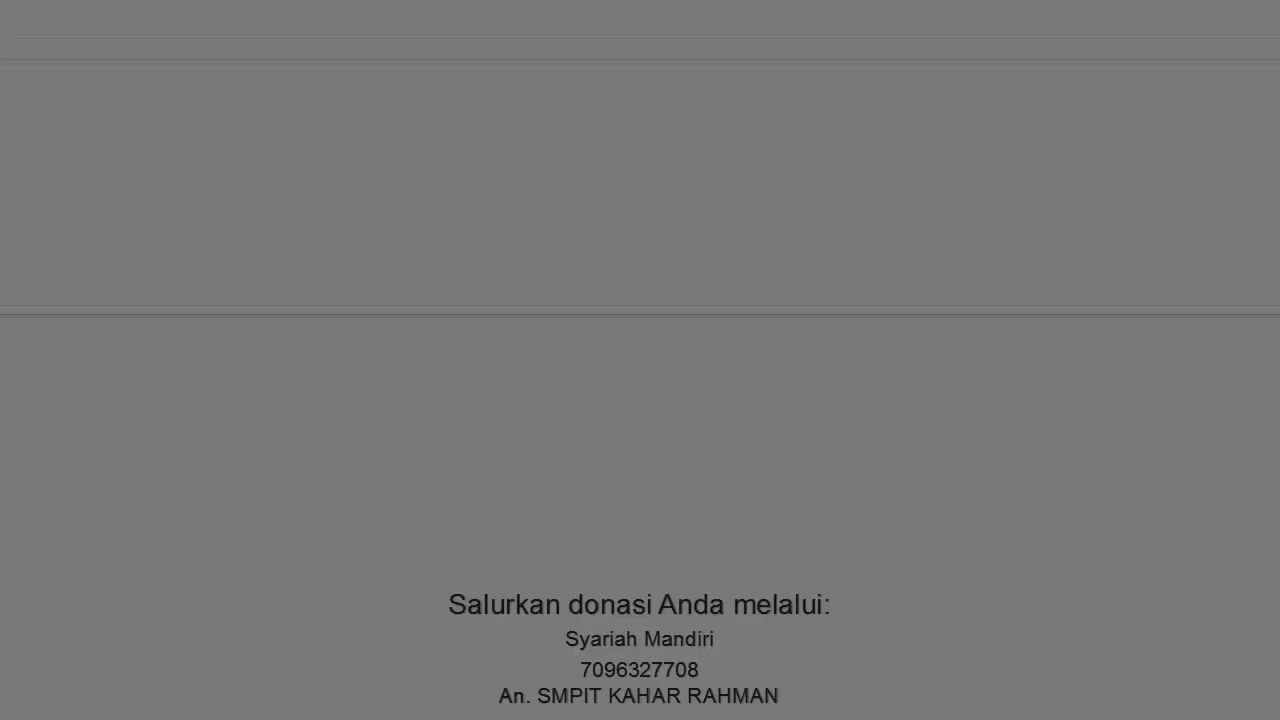 Salurkan donasi Anda melalui:
Syariah Mandiri
7096327708
An. SMPIT KAHAR RAHMAN